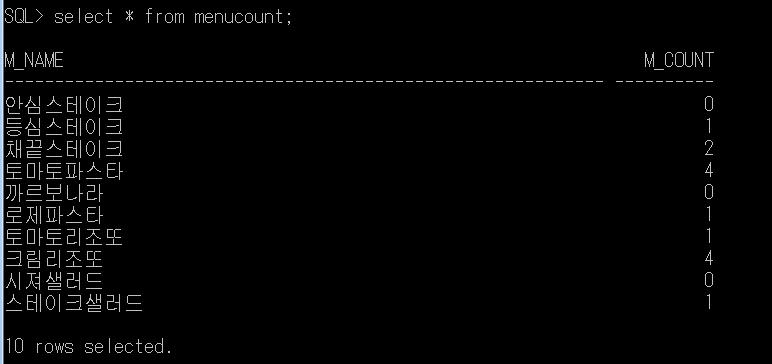 SQL> select * from menucount;
M_NAME M_COUNT
------------------------------------------------------------ ----------
안심스테이크 0
등심스테이크 1
채끝스테이크 2
토마토파스타 4
까르보나라 0
로제파스타 1
토마토리조또 1
크림리조또 4
시져샐러드 0
스테이크샐러드 1
10 rows selected.